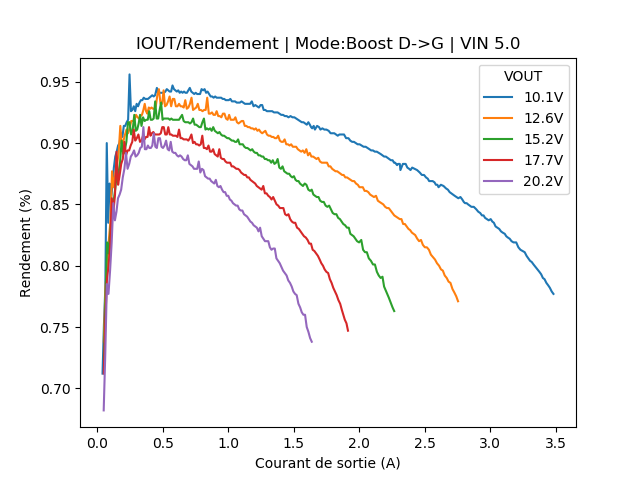 IOUT/Rendement | Mode:Boost D->G | VIN 5.0
VOUT
10.1V
12.6V
15.2V
17.7V
20.2V
Rendement (%)
0.95
0.90
0.85
0.80
0.75
0.70
0.0 0.5 1.0 1.5 2.0 2.5 3.0 3.5
Courant de sortie (A)